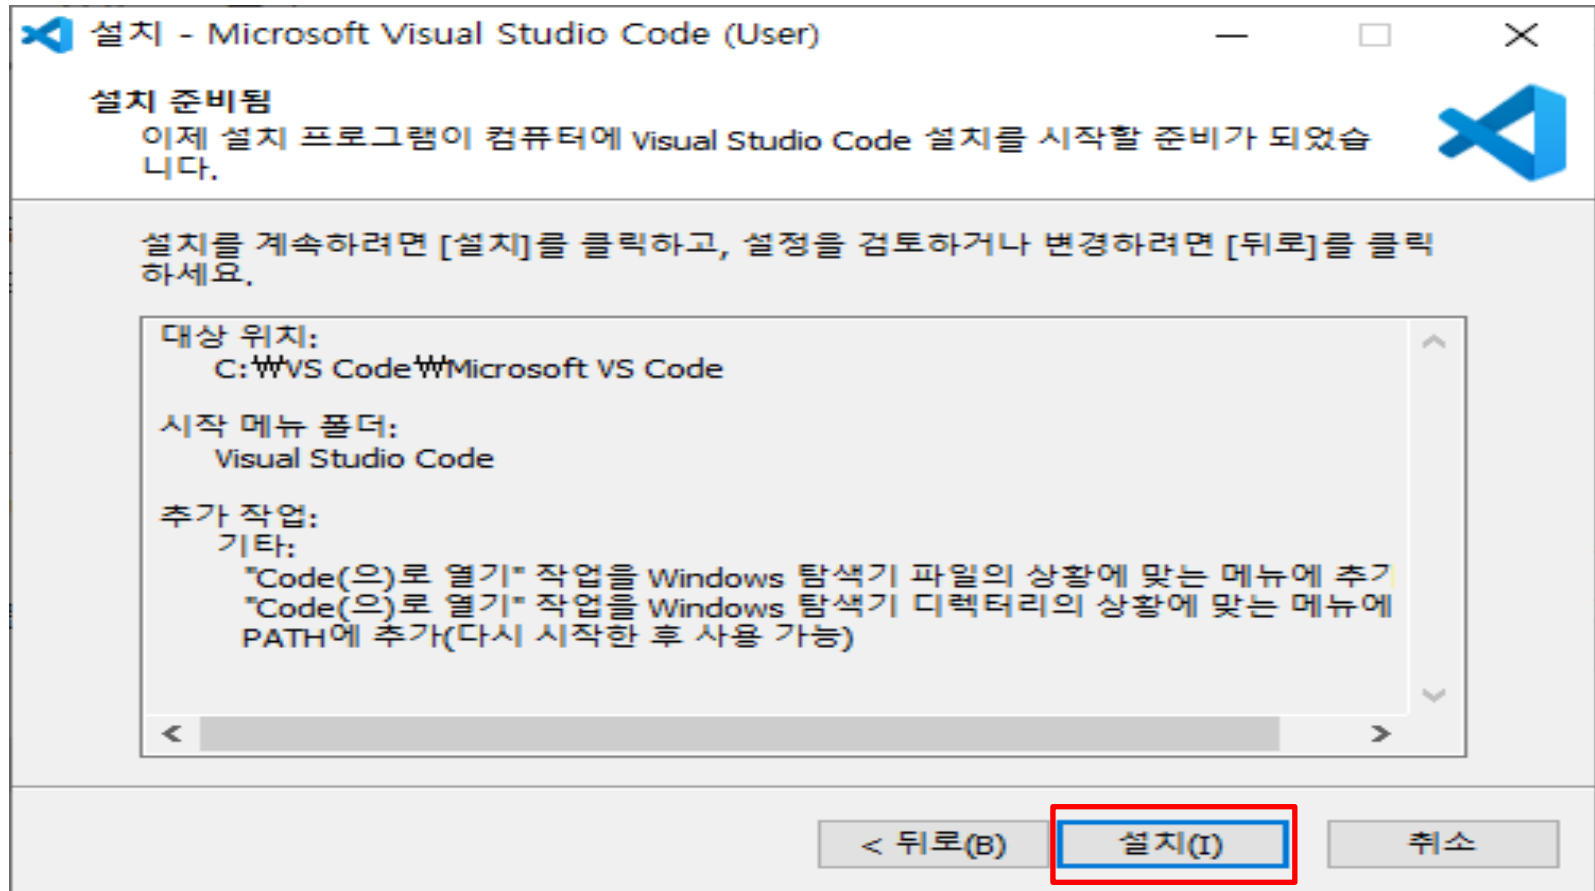 설치 - Microsoft Visual Studio Code (User)
설치 준비됨
이제 설치 프로그램이 컴퓨터에 Visual Studio Code 설치를 시작할 준비가 되었습
니다.
설치를 계속하려면 [설치]를 클릭하고, 설정을 검토하거나 변경하려면 [뒤로]를 클릭
하세요.
대상 위치:
C:₩VS Code₩Microsoft VS Code
시작 메뉴 폴더:
Visual Studio Code
추가 작업:
기타:
"Code(으)로 열기" 작업을 Windows 탐색기 파일의 상황에 맞는 메뉴에 추가
"Code(으)로 열기" 작업을 Windows 탐색기 디렉터리의 상황에 맞는 메뉴에
PATH에 추가(다시 시작한 후 사용 가능)
< 뒤로(B) 설치(I) 취소